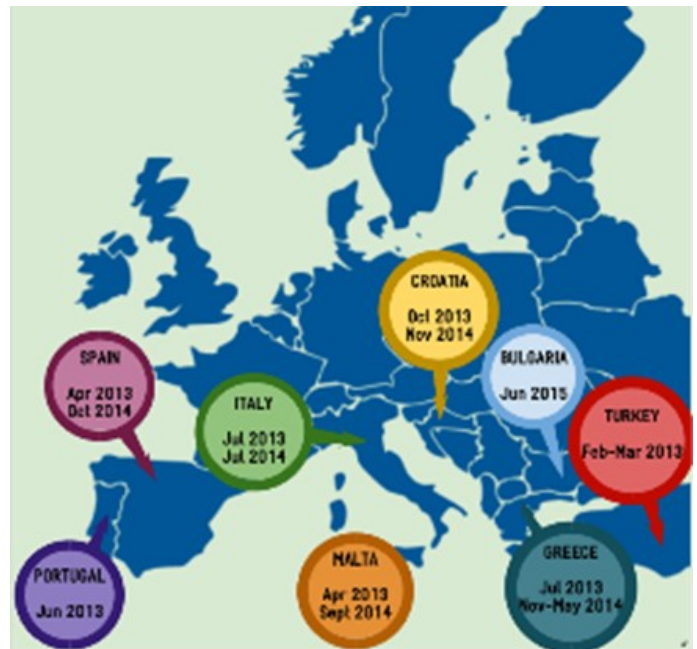 CROATIA
Oct 2013
Nov 2014
SPAIN
Apr 2013
Oct 2014
BULGARIA
Jun 2015
ITALY
Jul 2013
Jul 2014
TURKEY
Feb-Mar 2013
PORTUGAL
Jun 2013
MALTA
Apr 2013
Sept 2014
GREECE
Jul 2013
Nov-May 2014